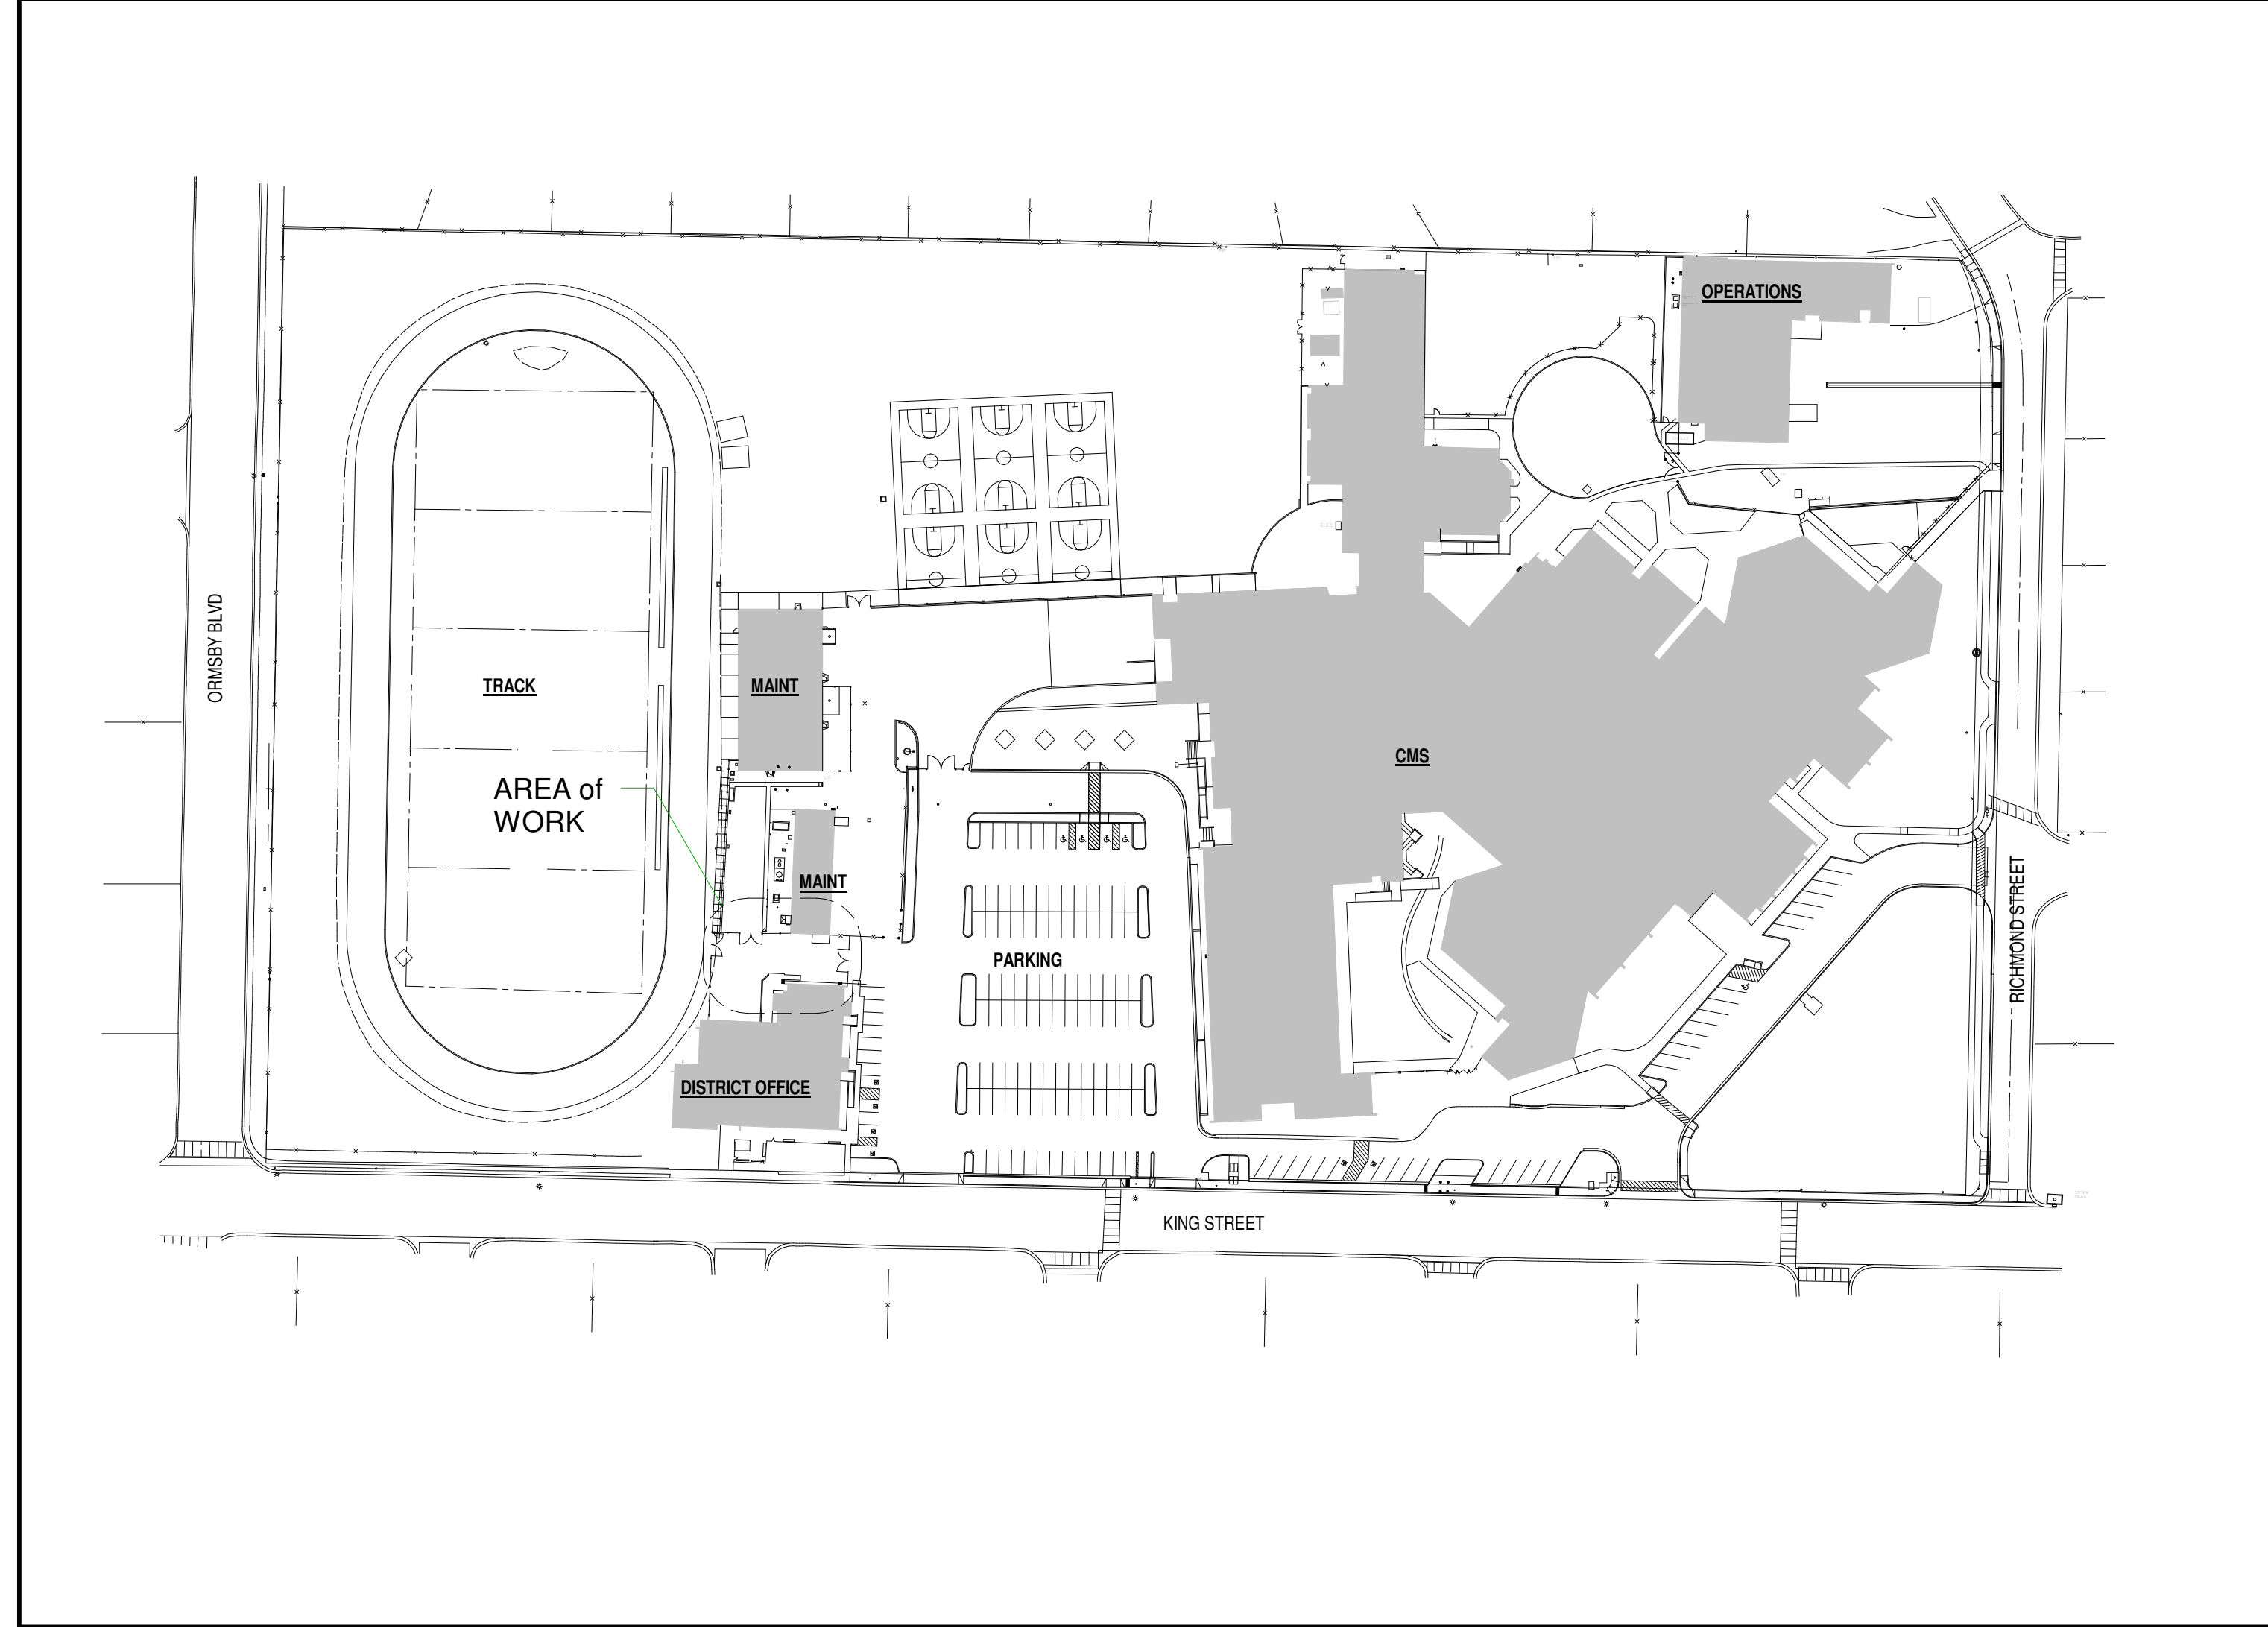 OPERATIONS
ORMSBY BLVD
TRACK
MAINT
CMS
AREA of
WORK
MAINT
PARKING
RICHMOND STREET
DISTRICT OFFICE
KING STREET